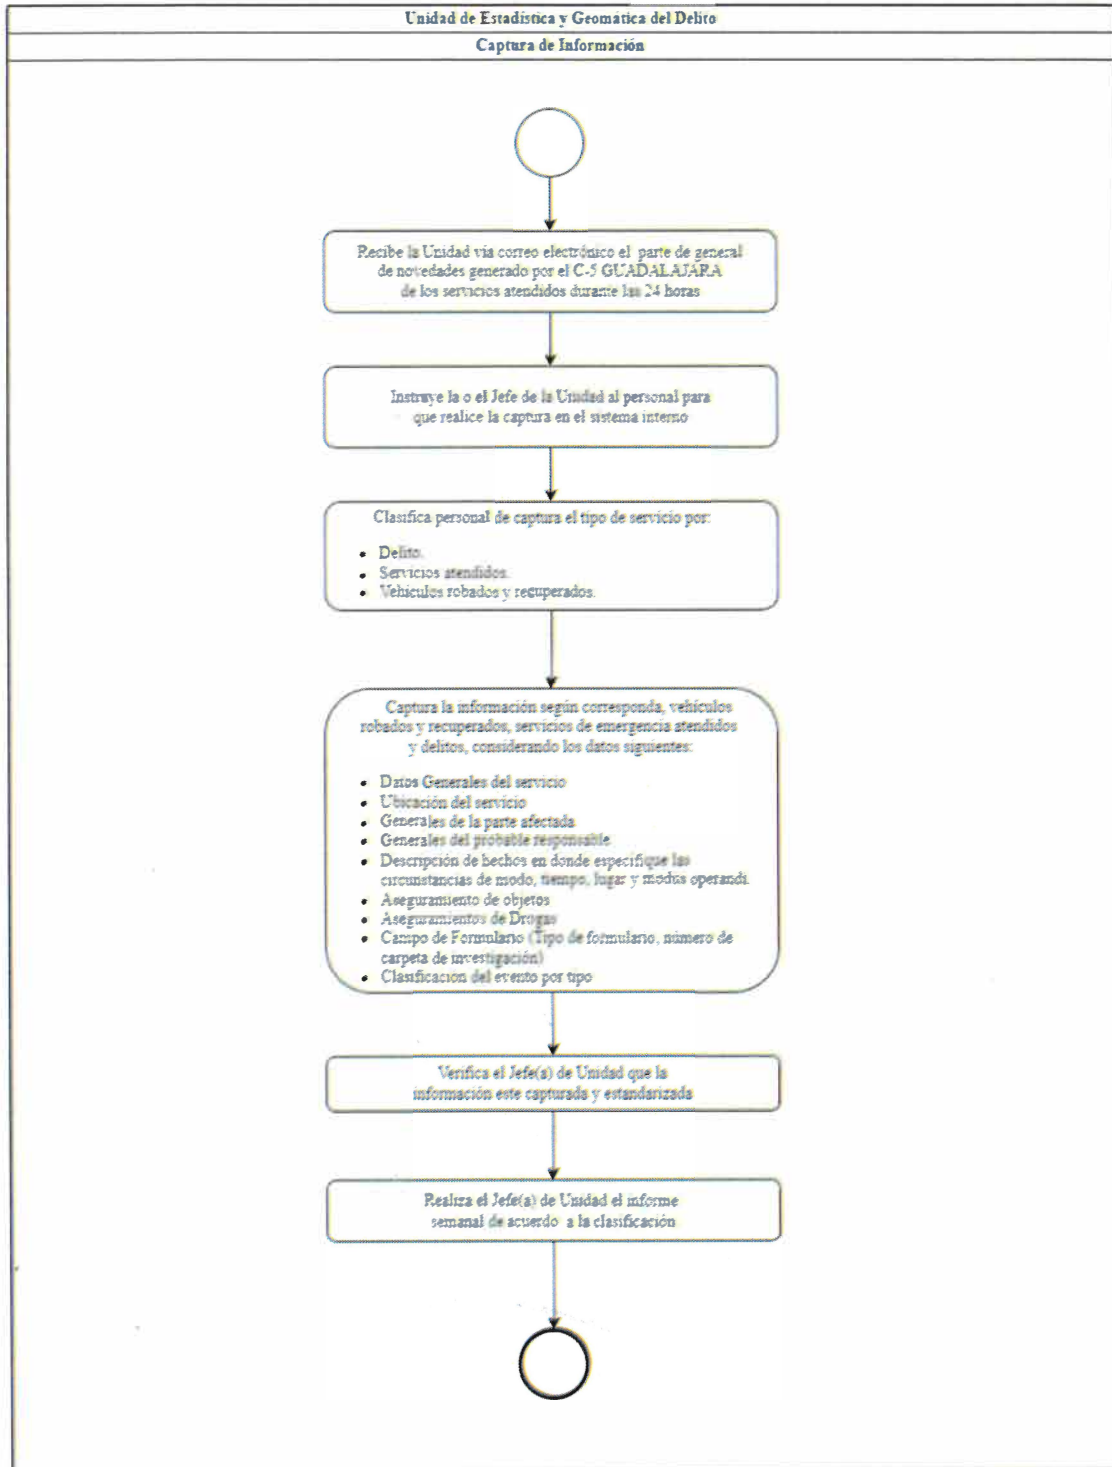 Unidad de Estadística y Geomática del Delito
Captura de Información
Recibe la Unidad vía correo electrónico el parte de general
de novedades generado por el C-5 GUADALAJARA
de los servicios atendidos durante las 24 horas
Instruye la o el Jefe de la Unidad al personal para
que realice la captura en el sistema interno
Clasifica personal de captura el tipo de servicio por:
• Delito.
• Servicios atendidos.
• Vehículos robados y recuperados.
Captura la información según corresponda, vehículos
robados y recuperados, servicios de emergencia atendidos
y delitos, considerando los datos siguientes:
• Datos Generales del servicio
• Ubicación del servicio
• Generales de la parte afectada
• Generales del probable responsable
• Descripción de hechos en donde especifique las
circunstancias de modo, tiempo, lugar y modus operandi.
• Aseguramiento de objetos
• Aseguramientos de Drogas
• Campo de Formulario (Tipo de formulario, número de
carpeta de investigación)
• Clasificación del evento por tipo
Verifica el Jefe(a) de Unidad que la
información este capturada y estandarizada
Realiza el Jefe(a) de Unidad el informe
semanal de acuerdo a la clasificación